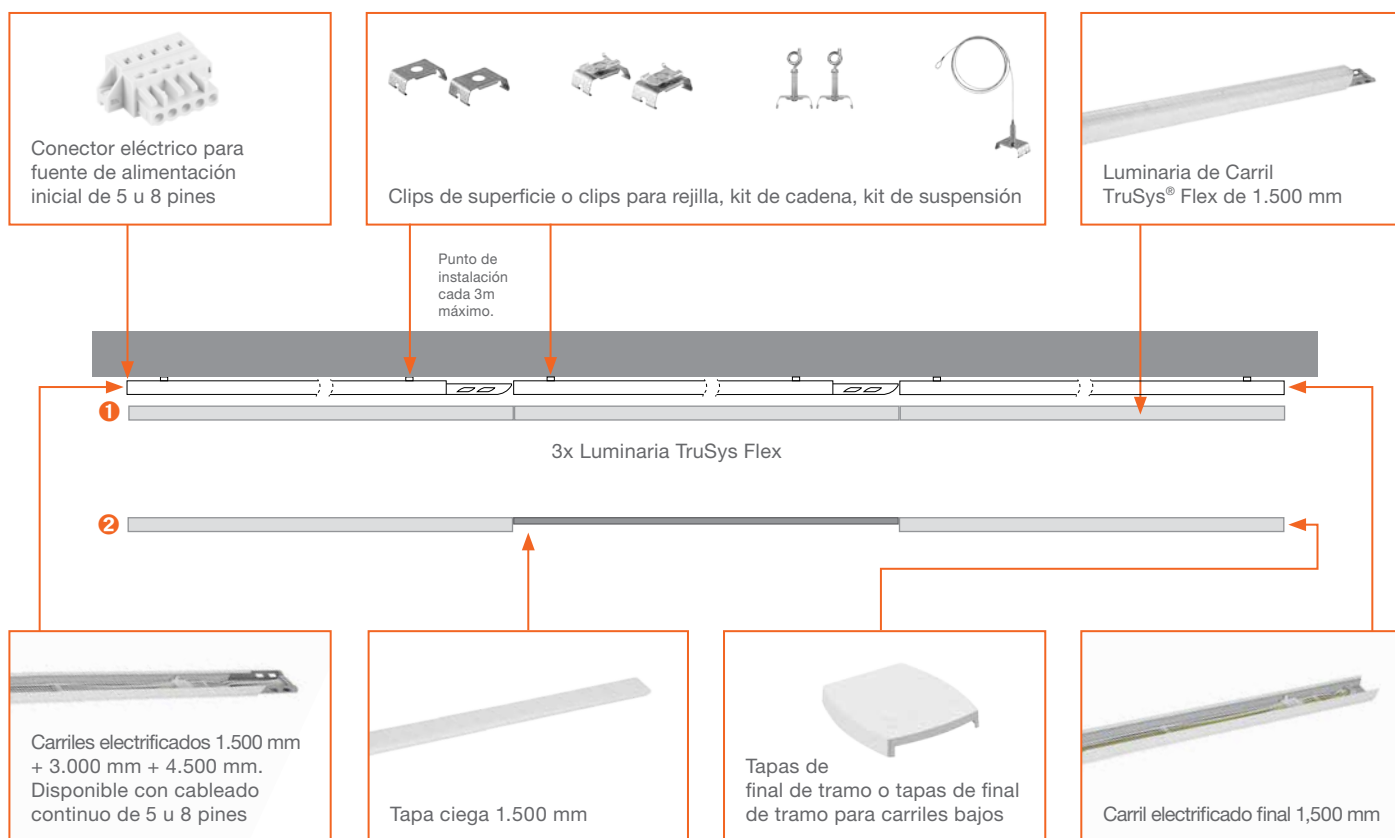 Conector eléctrico para
fuente de alimentación
inicial de 5 u 8 pines
Clips de superficie o clips para rejilla, kit de cadena, kit de suspensión
Luminaria de Carril
TruSys® Flex de 1.500 mm
Punto de
instalación
cada 3m
máximo.
1
3x Luminaria TruSys Flex
2
Carriles electrificados 1.500 mm
+ 3.000 mm + 4.500 mm.
Disponible con cableado
continuo de 5 u 8 pines
Tapa ciega 1.500 mm
Tapas de
final de tramo o tapas de final
de tramo para carriles bajos
Carril electrificado final 1,500 mm